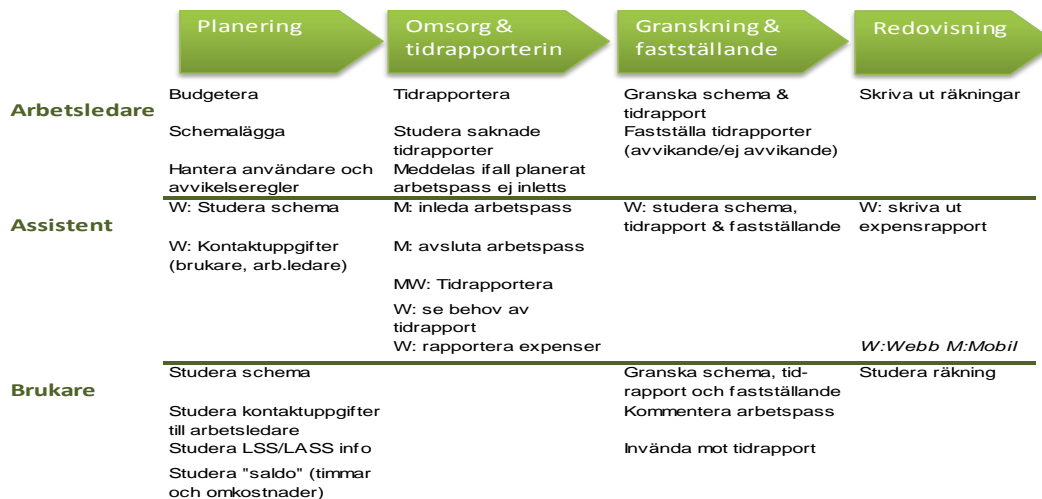 Planering
Omsorg &
tidrapporterin
Granskning &
fastställande
Redovisning
Arbetsledare
Budgetera
Schemalägga
Hantera användare och
avvikelseregler
Tidrapportera
Studera saknade
tidrapporter
Meddelas ifall planerat
arbetspass ej inletts
Granska schema &
tidrapport
Fastställa tidrapporter
(avvikande/ej avvikande)
Skriva ut räkningar
Assistent
W: Studera schema
W: Kontaktuppgifter
(brukare, arb.ledare)
M: inleda arbetspass
M: avsluta arbetspass
MW: Tidrapportera
W: se behov av
tidrapport
W: rapportera expenser
W: studera schema,
tidrapport & fastställande
W: skriva ut
expensrapport
W:Webb M:Mobil
Brukare
Studera schema
Studera kontaktuppgifter
till arbetsledare
Studera LSS/LASS info
Studera "saldo" (timmar
och omkostnader)
Granska schema, tid-
rapport och fastställande
Kommentera arbetspass
Invända mot tidrapport
Studera räkning